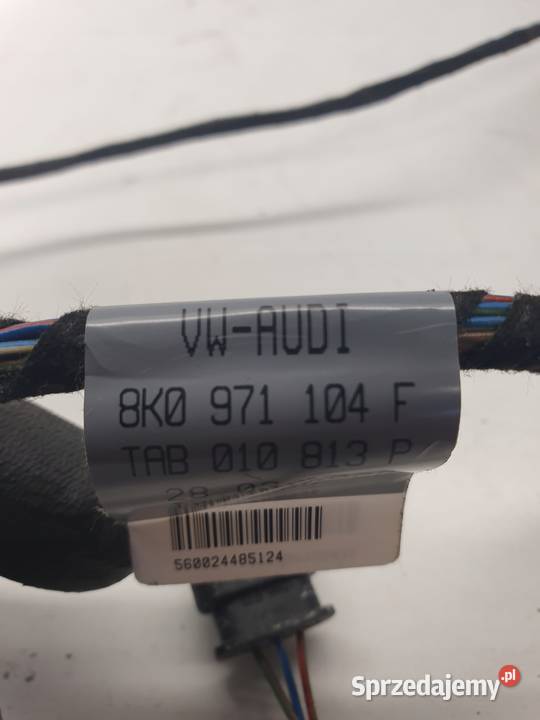 VW-AUDI
8K0 971 104 F
TAB 010 813 P
560024485124
Sprzedajemy.pl